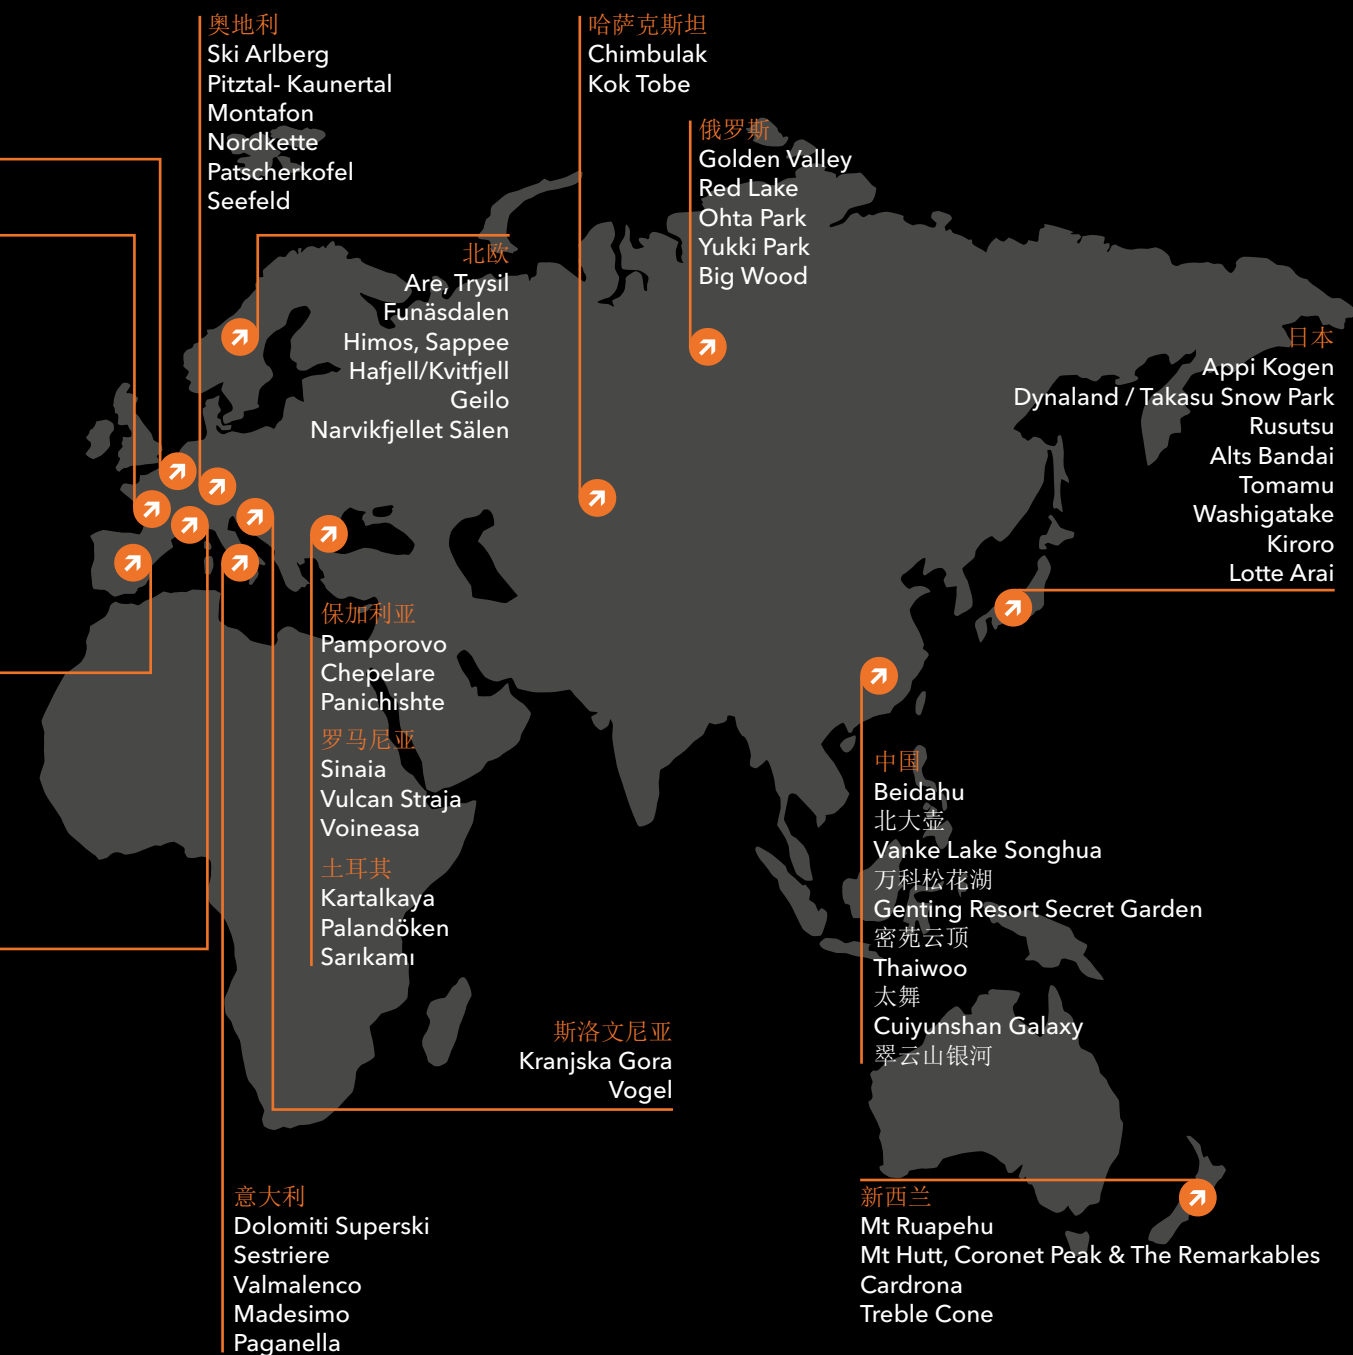 奥地利
Ski Arlberg
Pitztal- Kaunertal
Montafon
Nordkette
Patscherkofel
Seefeld
哈萨克斯坦
Chimbulak
Kok Tobe
俄罗斯
Golden Valley
Red Lake
Ohta Park
Yukki Park
Big Wood
北欧
Are, Trysil
Funäsdalen
Himos, Sappee
Hafjell/Kvitfjell
Geilo
Narvikfjellet Sälen
日本
Appi Kogen
Dynaland / Takasu Snow Park
Rusutsu
Alts Bandai
Tomamu
Washigatake
Kiroro
Lotte Arai
保加利亚
Pamporovo
Chepelare
Panichishte
罗马尼亚
Sinaia
Vulcan Straja
Voineasa
土耳其
Kartalkaya
Palandöken
Sarıkamı
中国
Beidahu
北大壶
Vanke Lake Songhua
万科松花湖
Genting Resort Secret Garden
密苑云顶
Thaiwoo
太舞
Cuiyunshan Galaxy
翠云山银河
斯洛文尼亚
Kranjska Gora
Vogel
意大利
Dolomiti Superski
Sestriere
Valmalenco
Madesimo
Paganella
新西兰
Mt Ruapehu
Mt Hutt, Coronet Peak & The Remarkables
Cardrona
Treble Cone